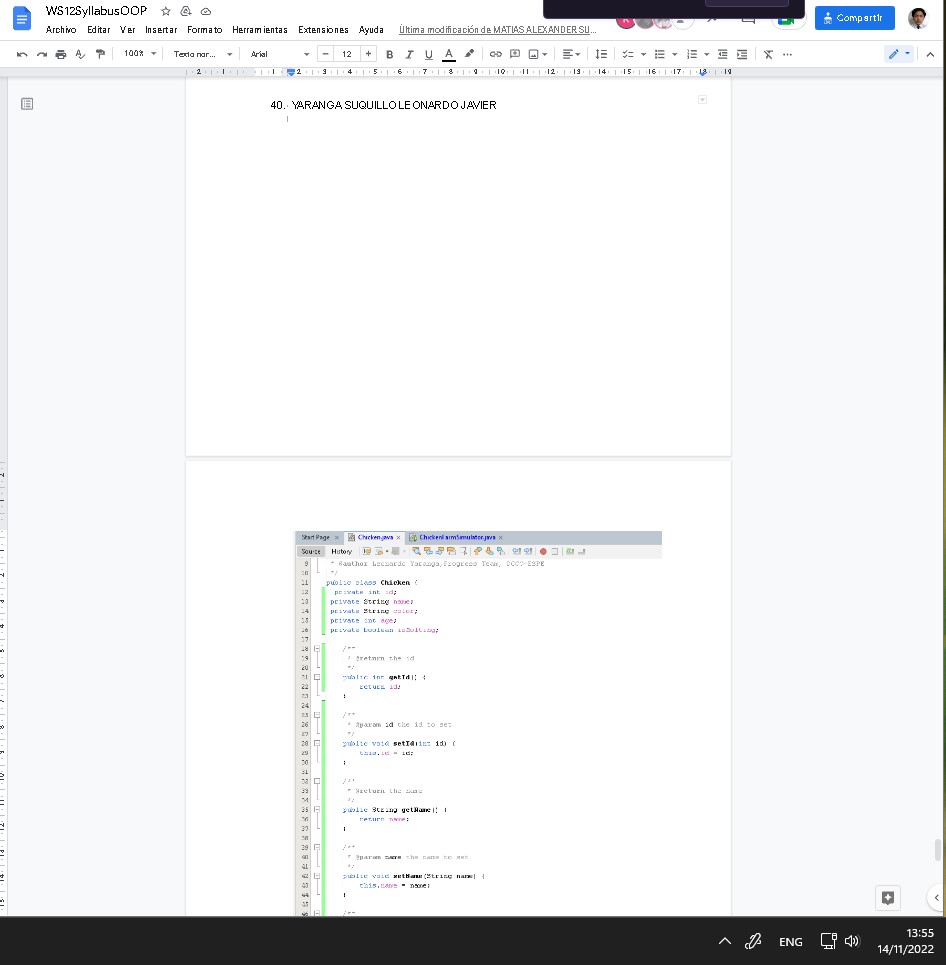 WS12SyllabusOOP
Compartir
Archivo Editar Ver Insertar Formato Herramientas Extensiones Ayuda Última modificación de MATIAS ALEXANDER SU...
100% Texto nor... Arial 12
40. YARANGA SUQUILLO LEONARDO JAVIER
Start Page Chicken.java ChickenFarmSimulator.java
Source History
9 * @author Leonardo Yaranga,Progress Team, DCCO-ESPE
10 */
11 public class Chicken {
12 private int id;
13 private String name;
14 private String color;
15 private int age;
16 private boolean isMolting;
17
18 /**
19 * @return the id
20 */
21 public int getId() {
22 return id;
23 }
24
25 /**
26 * @param id the id to set
27 */
28 public void setId(int id) {
29 this.id = id;
30 }
31
32 /**
33 * @return the name
34 */
35 public String getName() {
36 return name;
37 }
38
39 /**
40 * @param name the name to set
41 */
42 public void setName(String name) {
43 this.name = name;
44 }
45
46 /**
ENG
13:55
14/11/2022